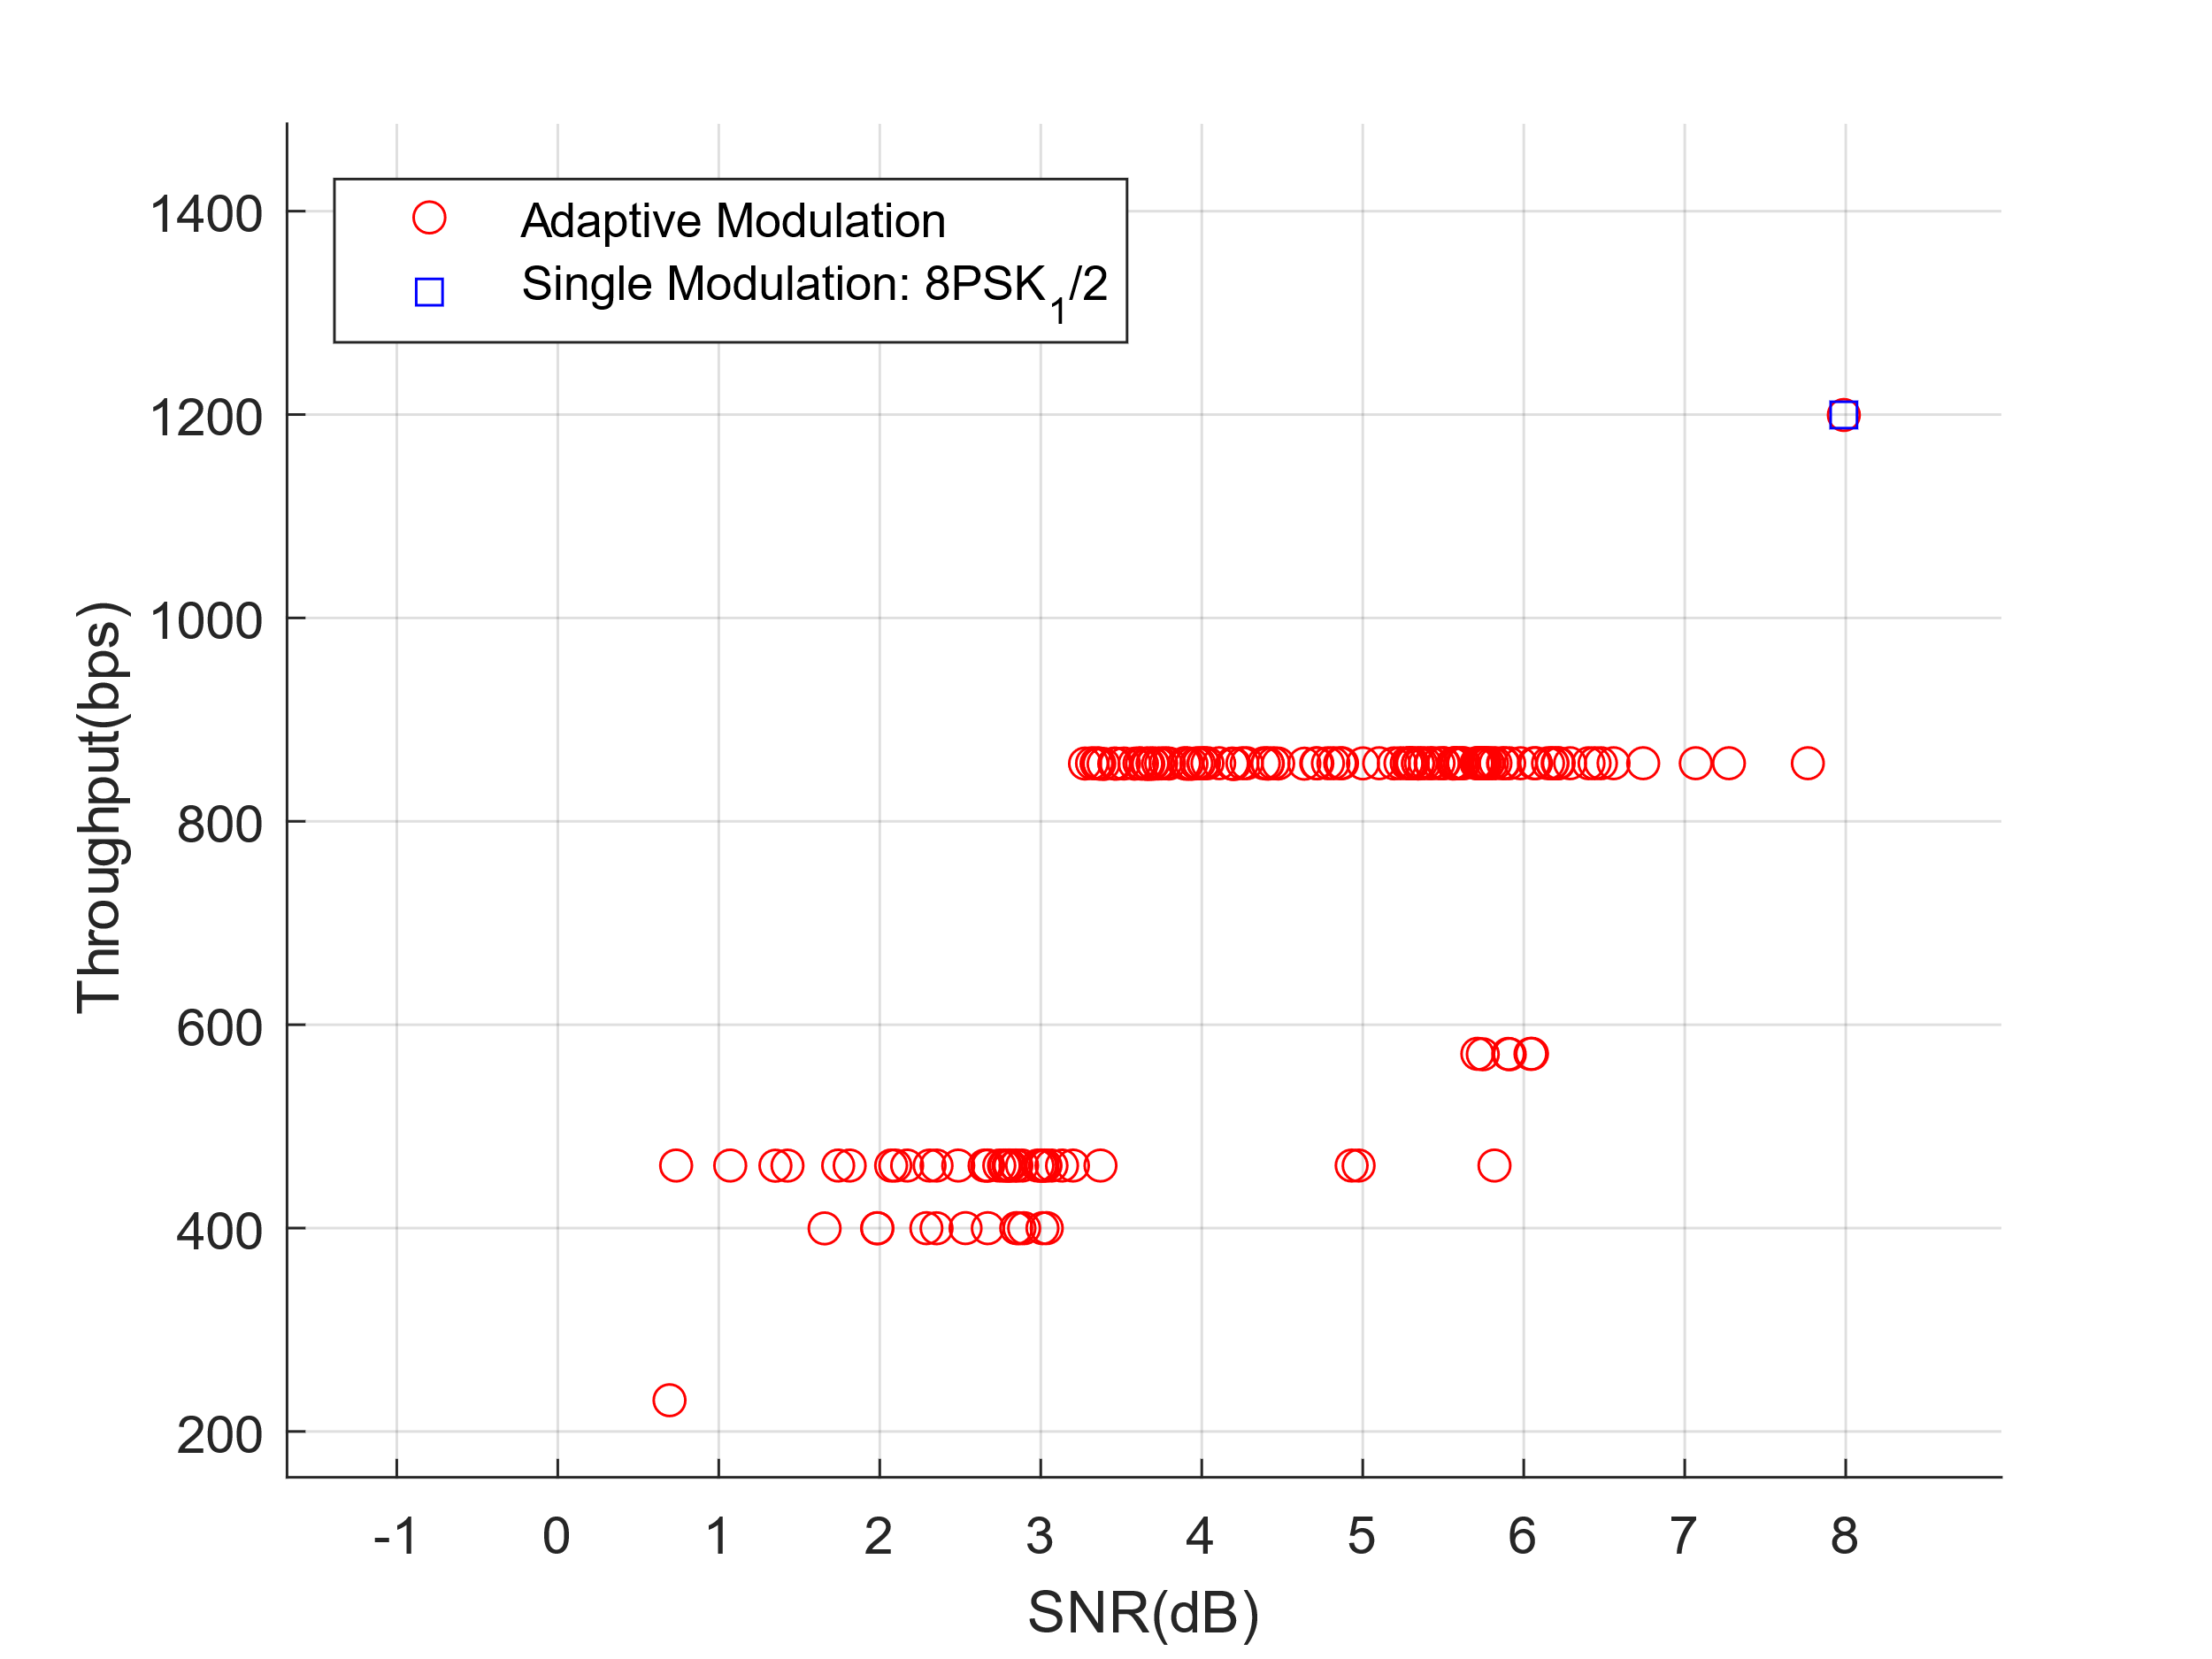 Adaptive Modulation
Single Modulation: 8PSK1/2
1400
1200
1000
800
600
400
200
Throughput(bps)
-1 0 1 2 3 4 5 6 7 8
SNR(dB)